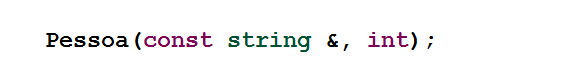 Pessoa(const string &, int);